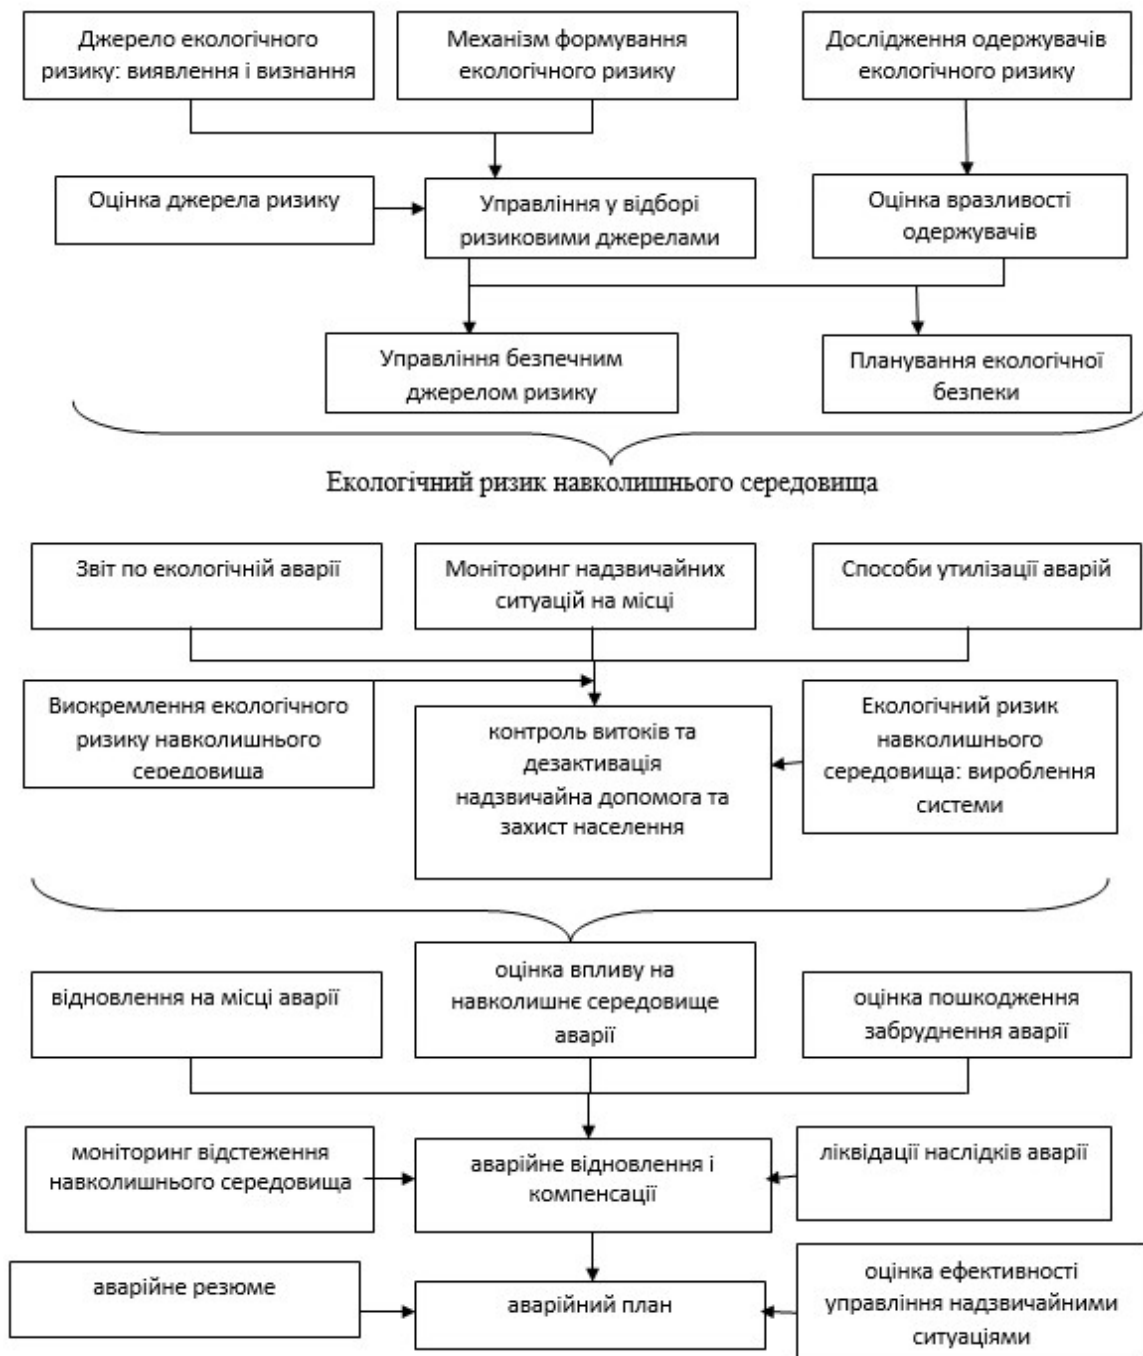 Джерело екологічного
ризику: виявлення і визнання
Механізм формування
екологічного ризику
Дослідження одержувачів
екологічного ризику
Оцінка джерела ризику
Управління у відборі
ризиковими джерелами
Оцінка вразливості
одержувачів
Управління безпечним
джерелом ризику
Планування екологічної
безпеки
Екологічний ризик навколишнього середовища
Звіт по екологічній аварії
Моніторинг надзвичайних
ситуацій на місці
Способи утилізації аварій
Виокремлення екологічного
ризику навколишнього
середовища
контроль витоків та
дезактивація
надзвичайна допомога та
захист населення
Екологічний ризик
навколишнього
середовища: вироблення
системи
відновлення на місці аварії
оцінка впливу на
навколишнє середовище
аварії
оцінка пошкодження
забруднення аварії
моніторинг відстеження
навколишнього середовища
аварійне відновлення і
компенсації
ліквідації наслідків аварії
аварійне резюме
аварійний план
оцінка ефективності
управління надзвичайними
ситуаціями